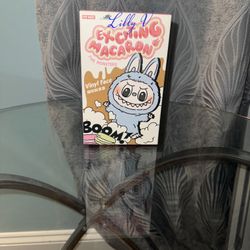 Lilly V
EXCITING
MACARON
THE MONSTERS
Vinyl Face
BOOM!